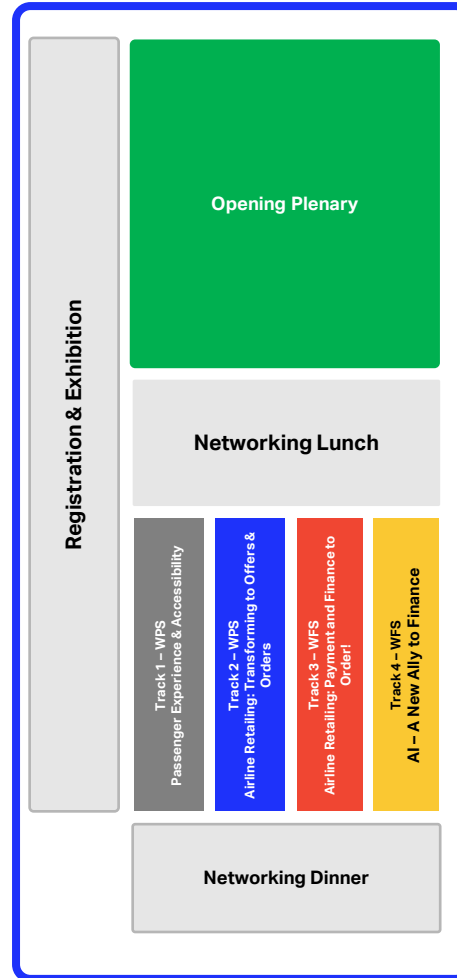 Registration & Exhibition
Opening Plenary
Networking Lunch
Track 1 – WPS
Passenger Experience & Accessibility
Track 2 – WPS
Airline Retailing: Transforming to Offers &
Orders
Track 3 – WFS
Airline Retailing: Payment and Finance to
Order!
Track 4 – WFS
AI – A New Ally to Finance
Networking Dinner